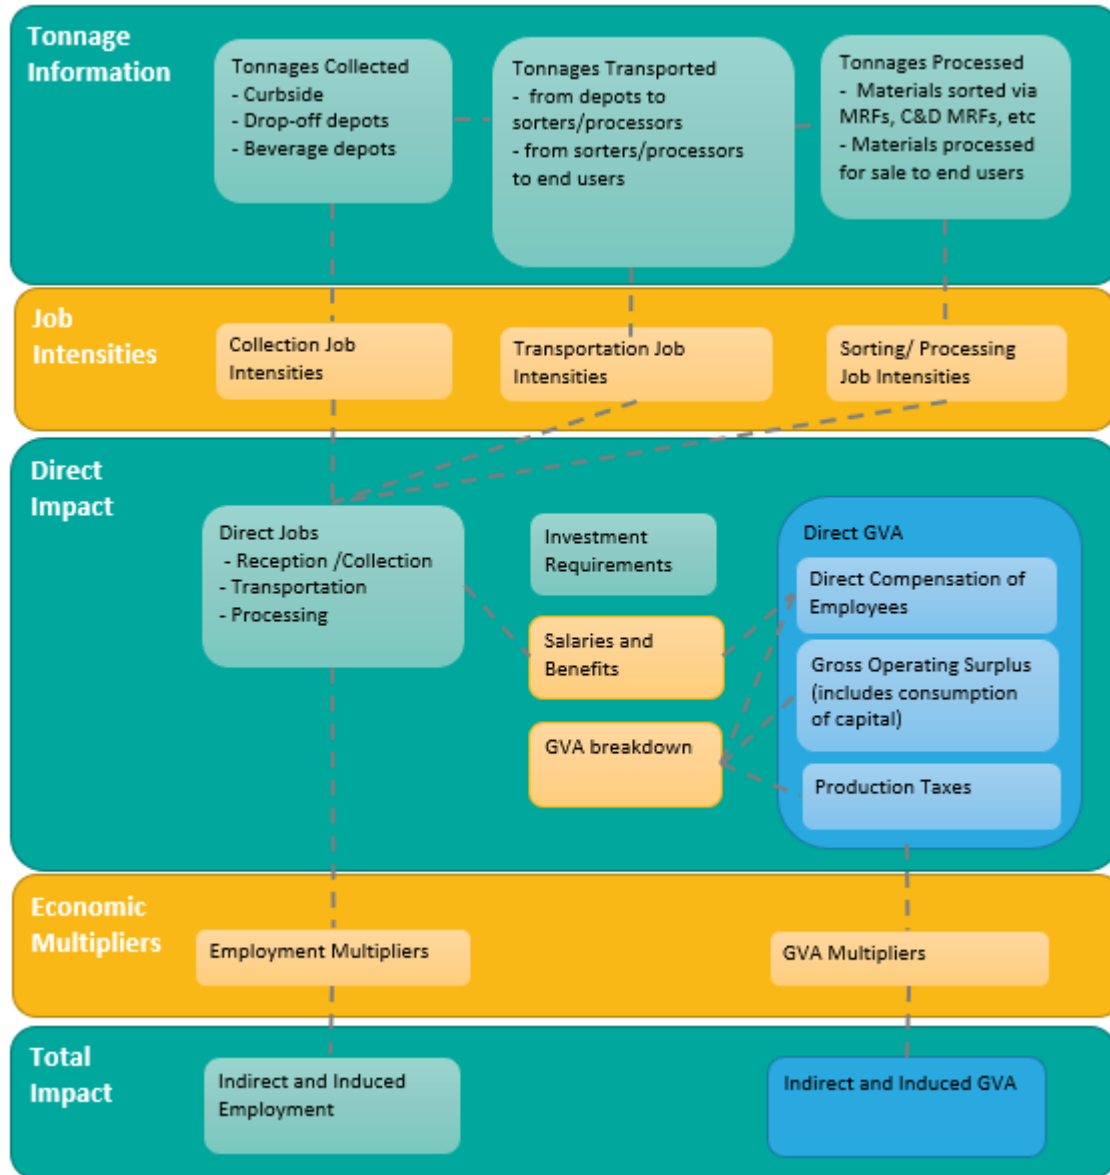 Tonnage
Information
Tonnages Collected
- Curbside
- Drop-off depots
- Beverage depots
Tonnages Transported
- from depots to
sorters/processors
- from sorters/processors
to end users
Tonnages Processed
- Materials sorted via
MRFs, C&D MRFs, etc
- Materials processed
for sale to end users
Job
Intensities
Collection Job
Intensities
Transportation Job
Intensities
Sorting/ Processing
Job Intensities
Direct
Impact
Direct Jobs
- Reception /Collection
- Transportation
- Processing
Investment
Requirements
Salaries and
Benefits
GVA breakdown
Direct GVA
Direct Compensation of
Employees
Gross Operating Surplus
(includes consumption
of capital)
Production Taxes
Economic
Multipliers
Employment Multipliers
GVA Multipliers
Total
Impact
Indirect and Induced
Employment
Indirect and Induced GVA